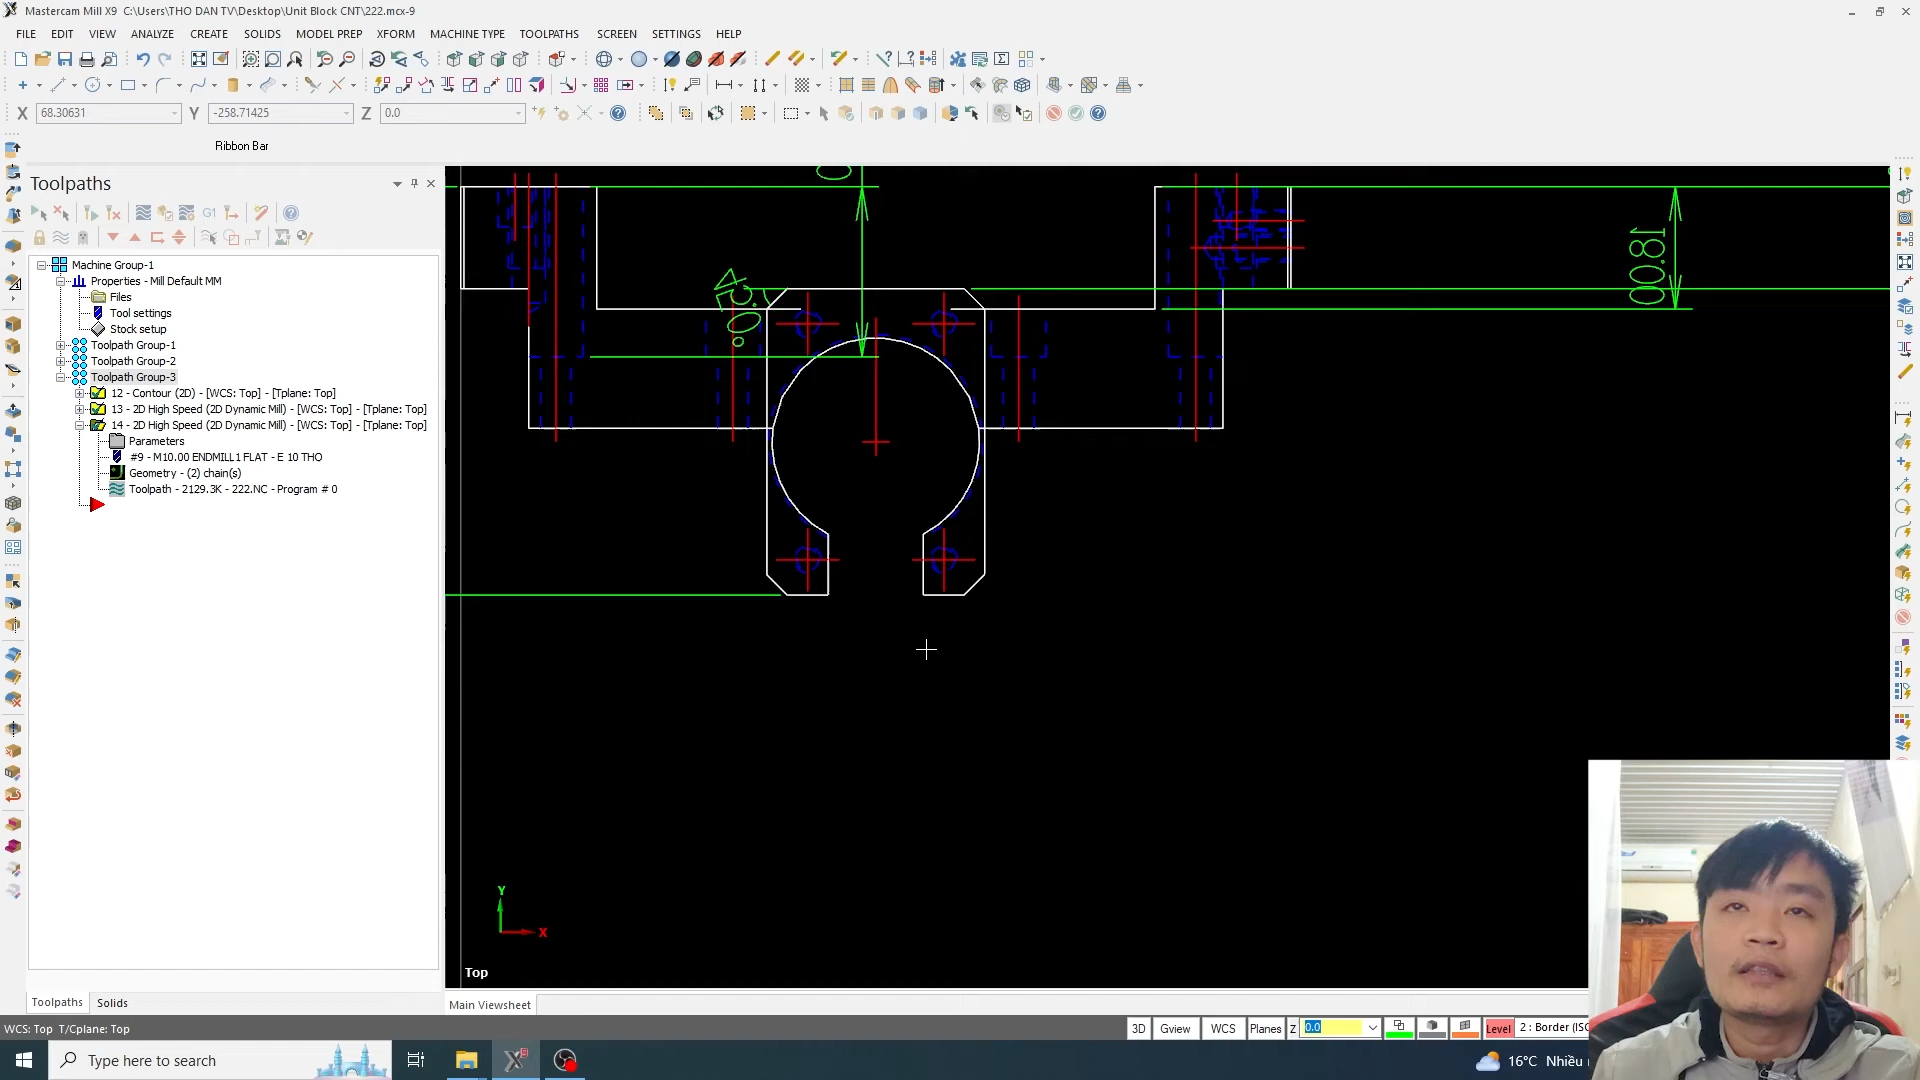 Mastercam Mill X9  C:\Users\THO DAN TV\Desktop\Unit Block CNT\222.mcx-9
FILE EDIT VIEW ANALYZE CREATE SOLIDS MODEL PREP XFORM MACHINE TYPE TOOLPATHS SCREEN SETTINGS HELP
X 68.30631 Y -258.71425 Z 0.0
Ribbon Bar
Toolpaths
G1
Machine Group-1
Properties - Mill Default MM
Files
Tool settings
Stock setup
Toolpath Group-1
Toolpath Group-2
Toolpath Group-3
12 - Contour (2D) - [WCS: Top] - [Tplane: Top]
13 - 2D High Speed (2D Dynamic Mill) - [WCS: Top] - [Tplane: Top]
14 - 2D High Speed (2D Dynamic Mill) - [WCS: Top] - [Tplane: Top]
Parameters
#9 - M10.00 ENDMILL1 FLAT - E 10 THO
Geometry - (2) chain(s)
Toolpath - 2129.3K - 222.NC - Program # 0
18.00
Y
X
Top
Toolpaths Solids
Main Viewsheet
WCS: Top T/Cplane: Top
3D Gview WCS Planes Z 0.0 Level 2 : Border (ISO
Type here to search
16°C Nhiều